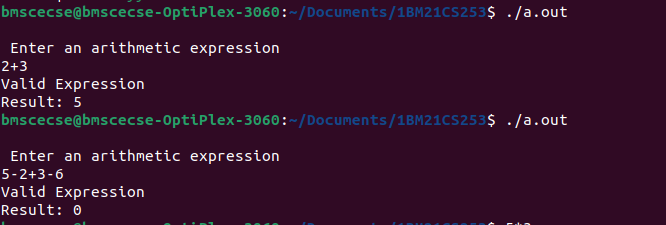 bmscecse@bmscecse-OptiPlex-3060:~/Documents/1BM21CS253$ ./a.out
Enter an arithmetic expression
2+3
Valid Expression
Result: 5
bmscecse@bmscecse-OptiPlex-3060:~/Documents/1BM21CS253$ ./a.out
Enter an arithmetic expression
5-2+3-6
Valid Expression
Result: 0